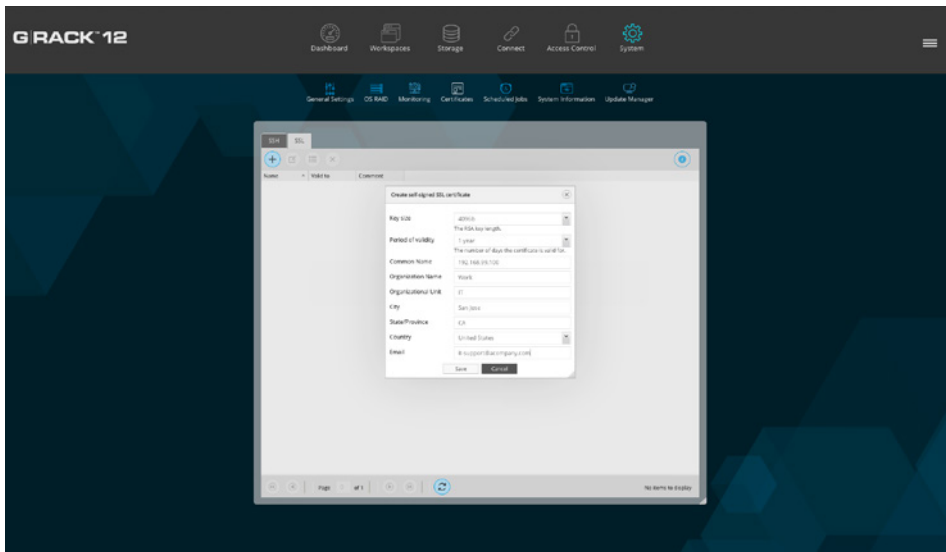 G|RACK™12
Dashboard Workspaces Storage Connect Access Control System
General Settings OS RAID Monitoring Certificates Scheduled Jobs System Information Update Manager
SSH SSL
Name Valid to Comment
Create self-signed SSL certificate
Key size
The RSA key length.
Period of validity 1 year
The number of days the certificate is valid for.
Common Name 192.168.99.100
Organization Name Work
Organizational Unit IT
City San Jose
State/Province CA
Country United States
Email
Save Cancel
Page of 1 No items to display